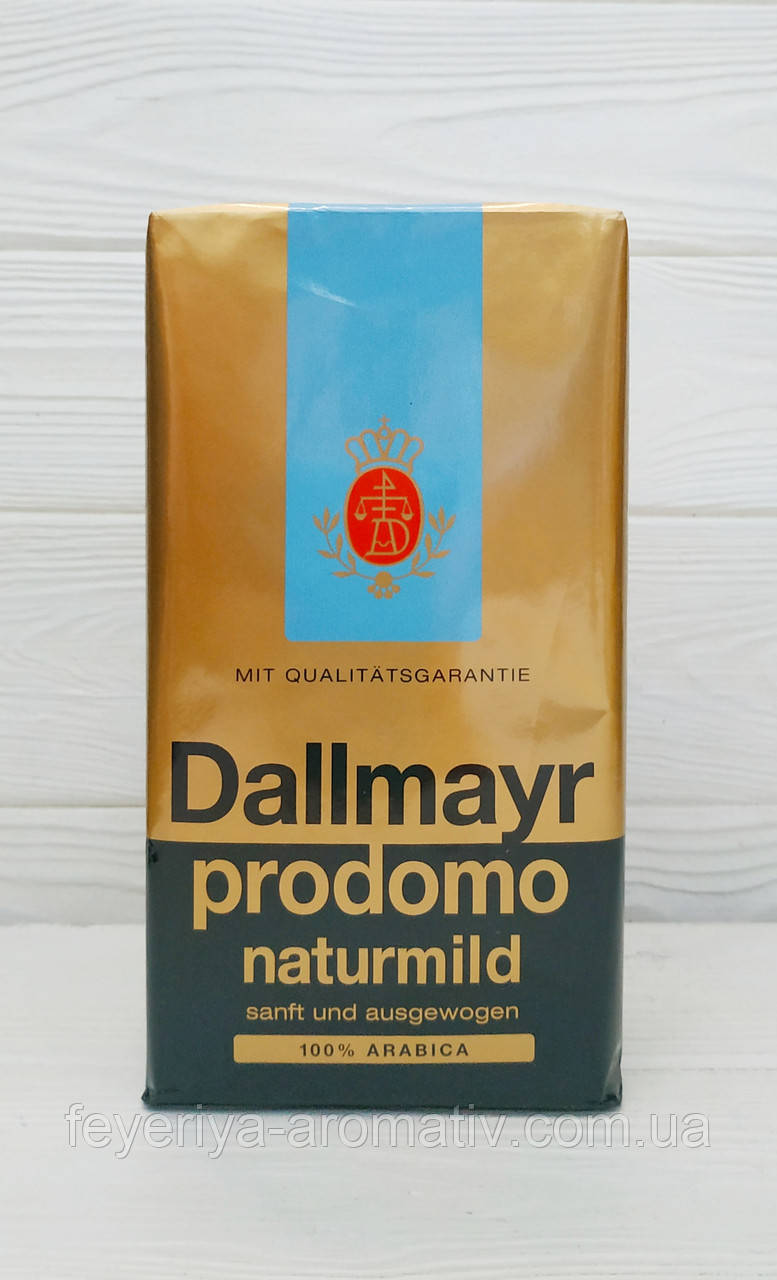 MIT QUALITÄTSGARANTIE
Dallmayr
prodomo
naturmild
sanft und ausgewogen
100% ARABICA
feyeriya-aromativ.com.ua